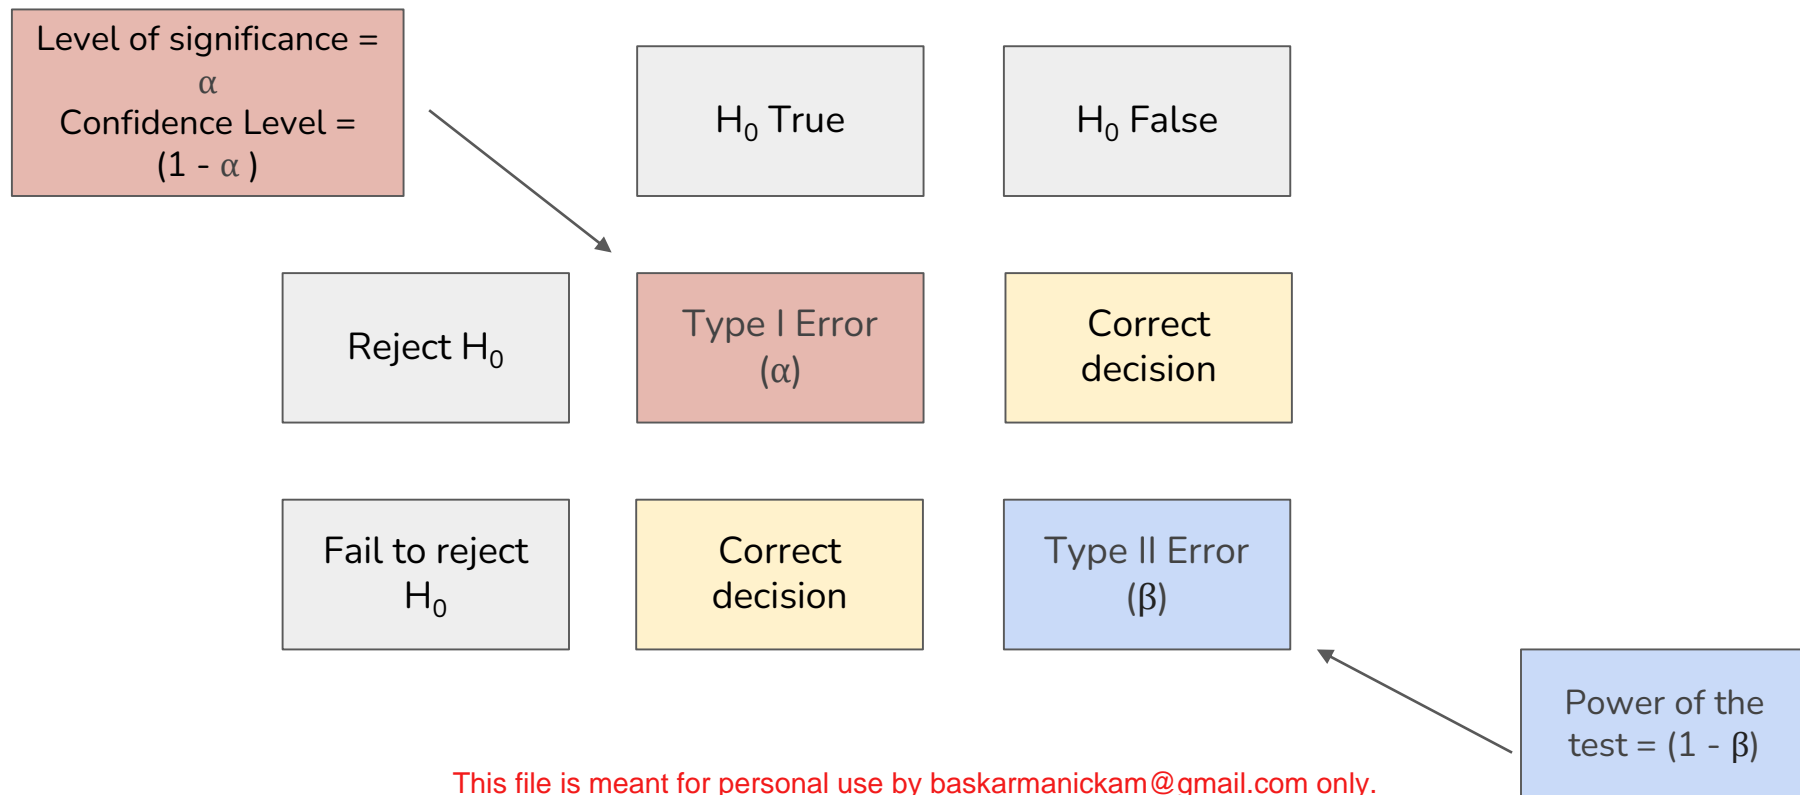 Level of significance =
α
Confidence Level =
(1 - α )
H₀ True
H₀ False
Reject H₀
Type I Error
(α)
Correct
decision
Fail to reject
H₀
Correct
decision
Type II Error
(β)
Power of the
test = (1 - β)
This file is meant for personal use by baskarmanickam@gmail.com only.